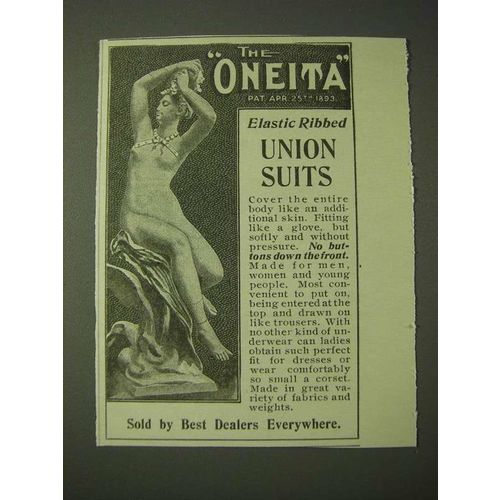 THE
"ONEITA"
PAT. APR. 25TH 1893.
Elastic Ribbed
UNION
SUITS
Cover the entire
body like an addi-
tional skin. Fitting
like a glove, but
softly and without
pressure. No but-
tons down the front.
Made for men,
women and young
people. Most con-
venient to put on,
being entered at the
top and drawn on
like trousers. With
no other kind of un-
derwear can ladies
obtain such perfect
fit for dresses or
wear comfortably
so small a corset.
Made in great va-
riety of fabrics and
weights.
Sold by Best Dealers Everywhere.